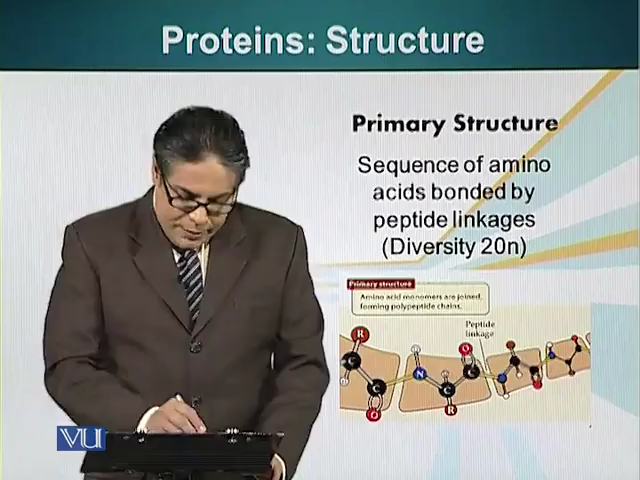 Proteins: Structure
Primary Structure
Sequence of amino
acids bonded by
peptide linkages
(Diversity 20n)
Primary structure
Amino acid monomers are joined,
forming polypeptide chains.
Peptide
linkage
R
O
C
N
C
C
C
O
R
VU